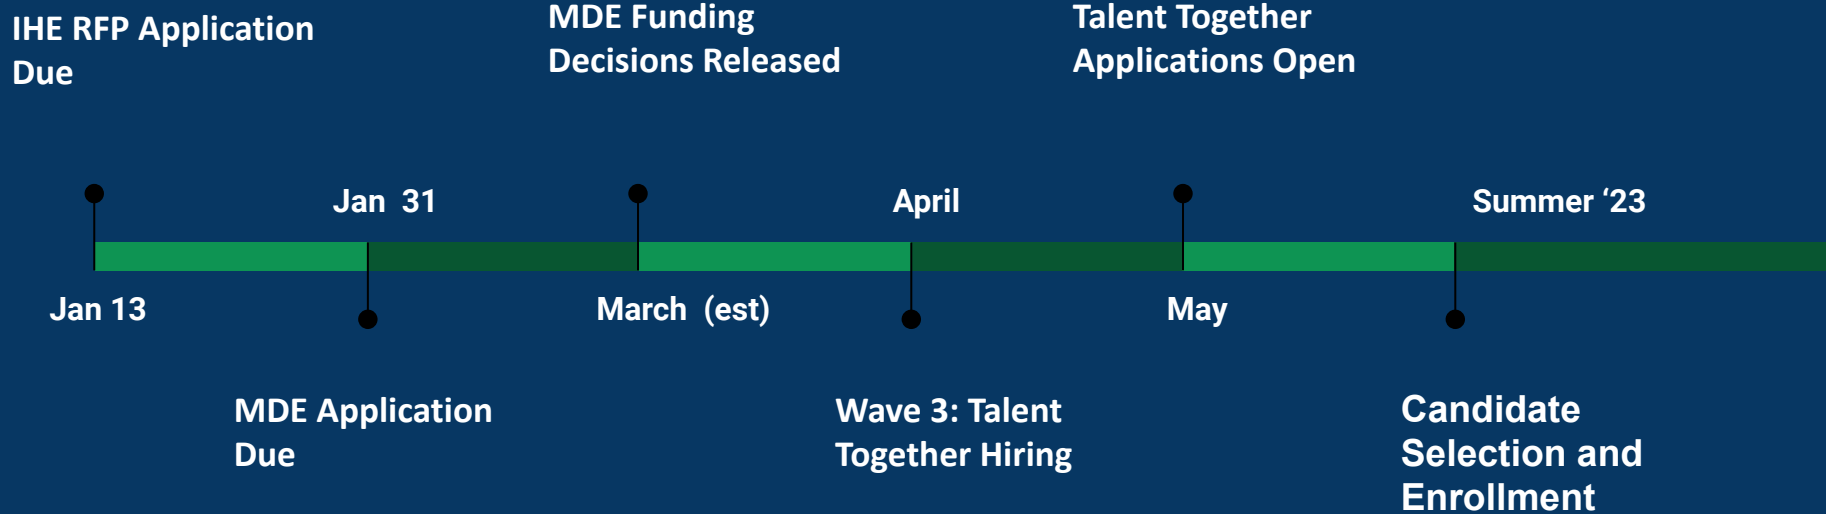 IHE RFP Application
Due
MDE Funding
Decisions Released
Talent Together
Applications Open
Jan 31
April
Summer ‘23
Jan 13
March (est)
May
MDE Application
Due
Wave 3: Talent
Together Hiring
Candidate
Selection and
Enrollment